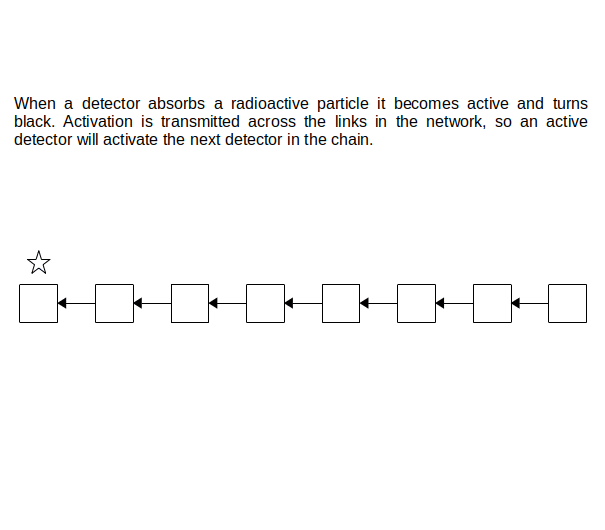 When a detector absorbs a radioactive particle it becomes active and turns
black. Activation is transmitted across the links in the network, so an active
detector will activate the next detector in the chain.